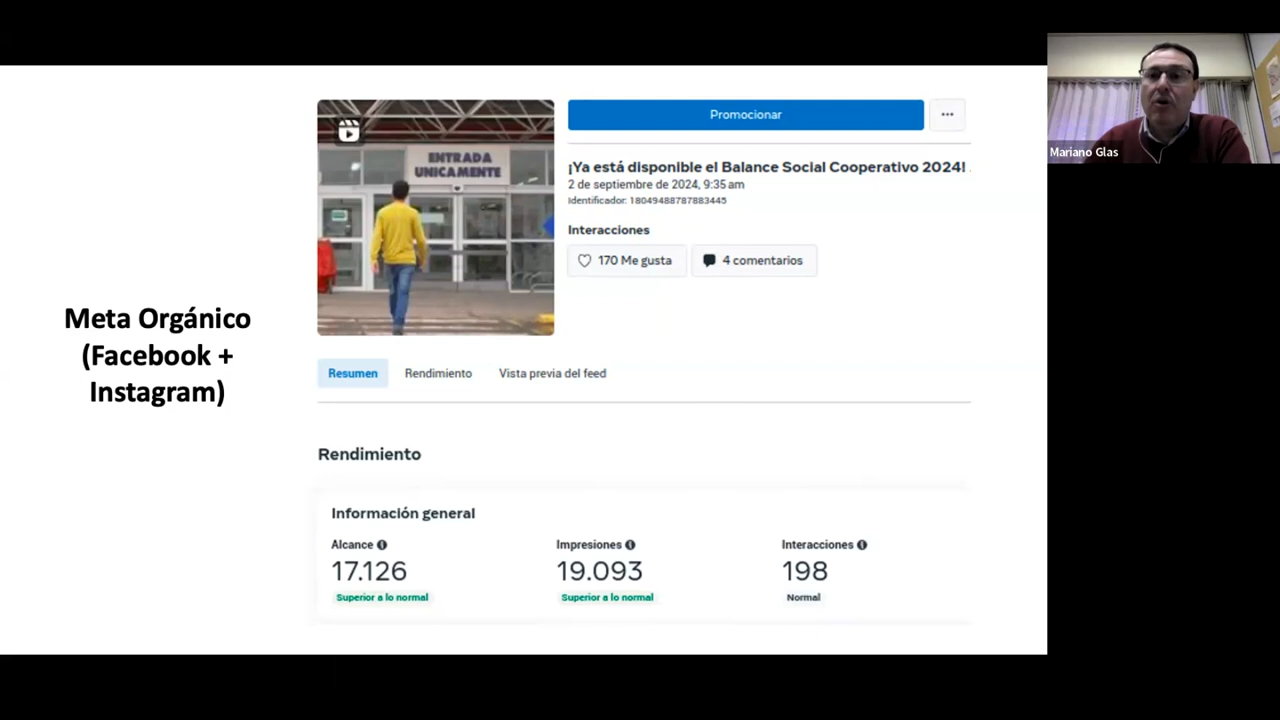 Mariano Glas
Meta Orgánico
(Facebook +
Instagram)
ENTRADA
UNICAMENTE
Promocionar
...
¡Ya está disponible el Balance Social Cooperativo 2024! .
2 de septiembre de 2024, 9:35 am
Identificador: 18049488787883445
Interacciones
170 Me gusta
4 comentarios
Resumen
Rendimiento
Vista previa del feed
Rendimiento
Información general
Alcance
Impresiones
Interacciones
17.126
19.093
198
Superior a lo normal
Superior a lo normal
Normal